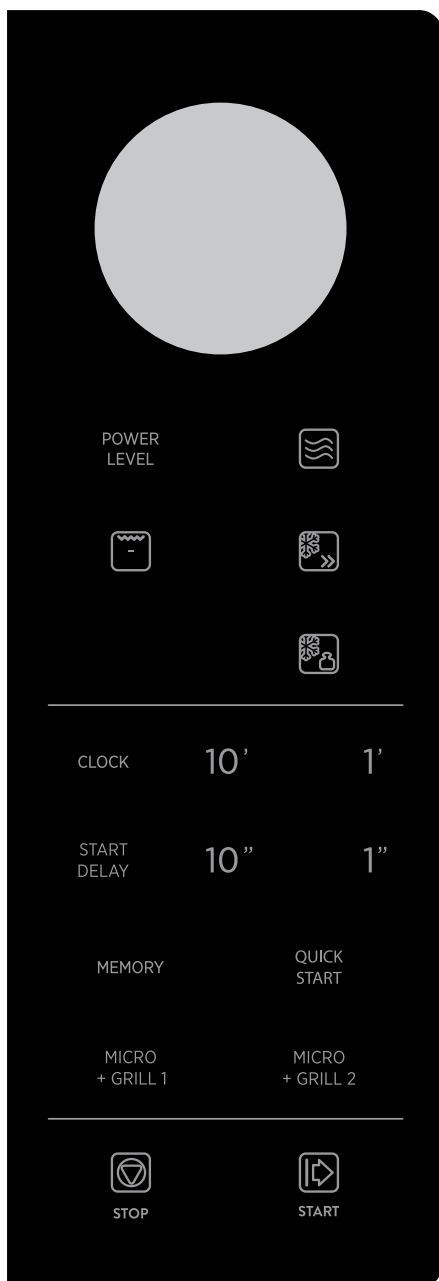 POWER
LEVEL
CLOCK
10’
1’
START
DELAY
10”
1”
MEMORY
QUICK
START
MICRO
+ GRILL 1
MICRO
+ GRILL 2
STOP
START